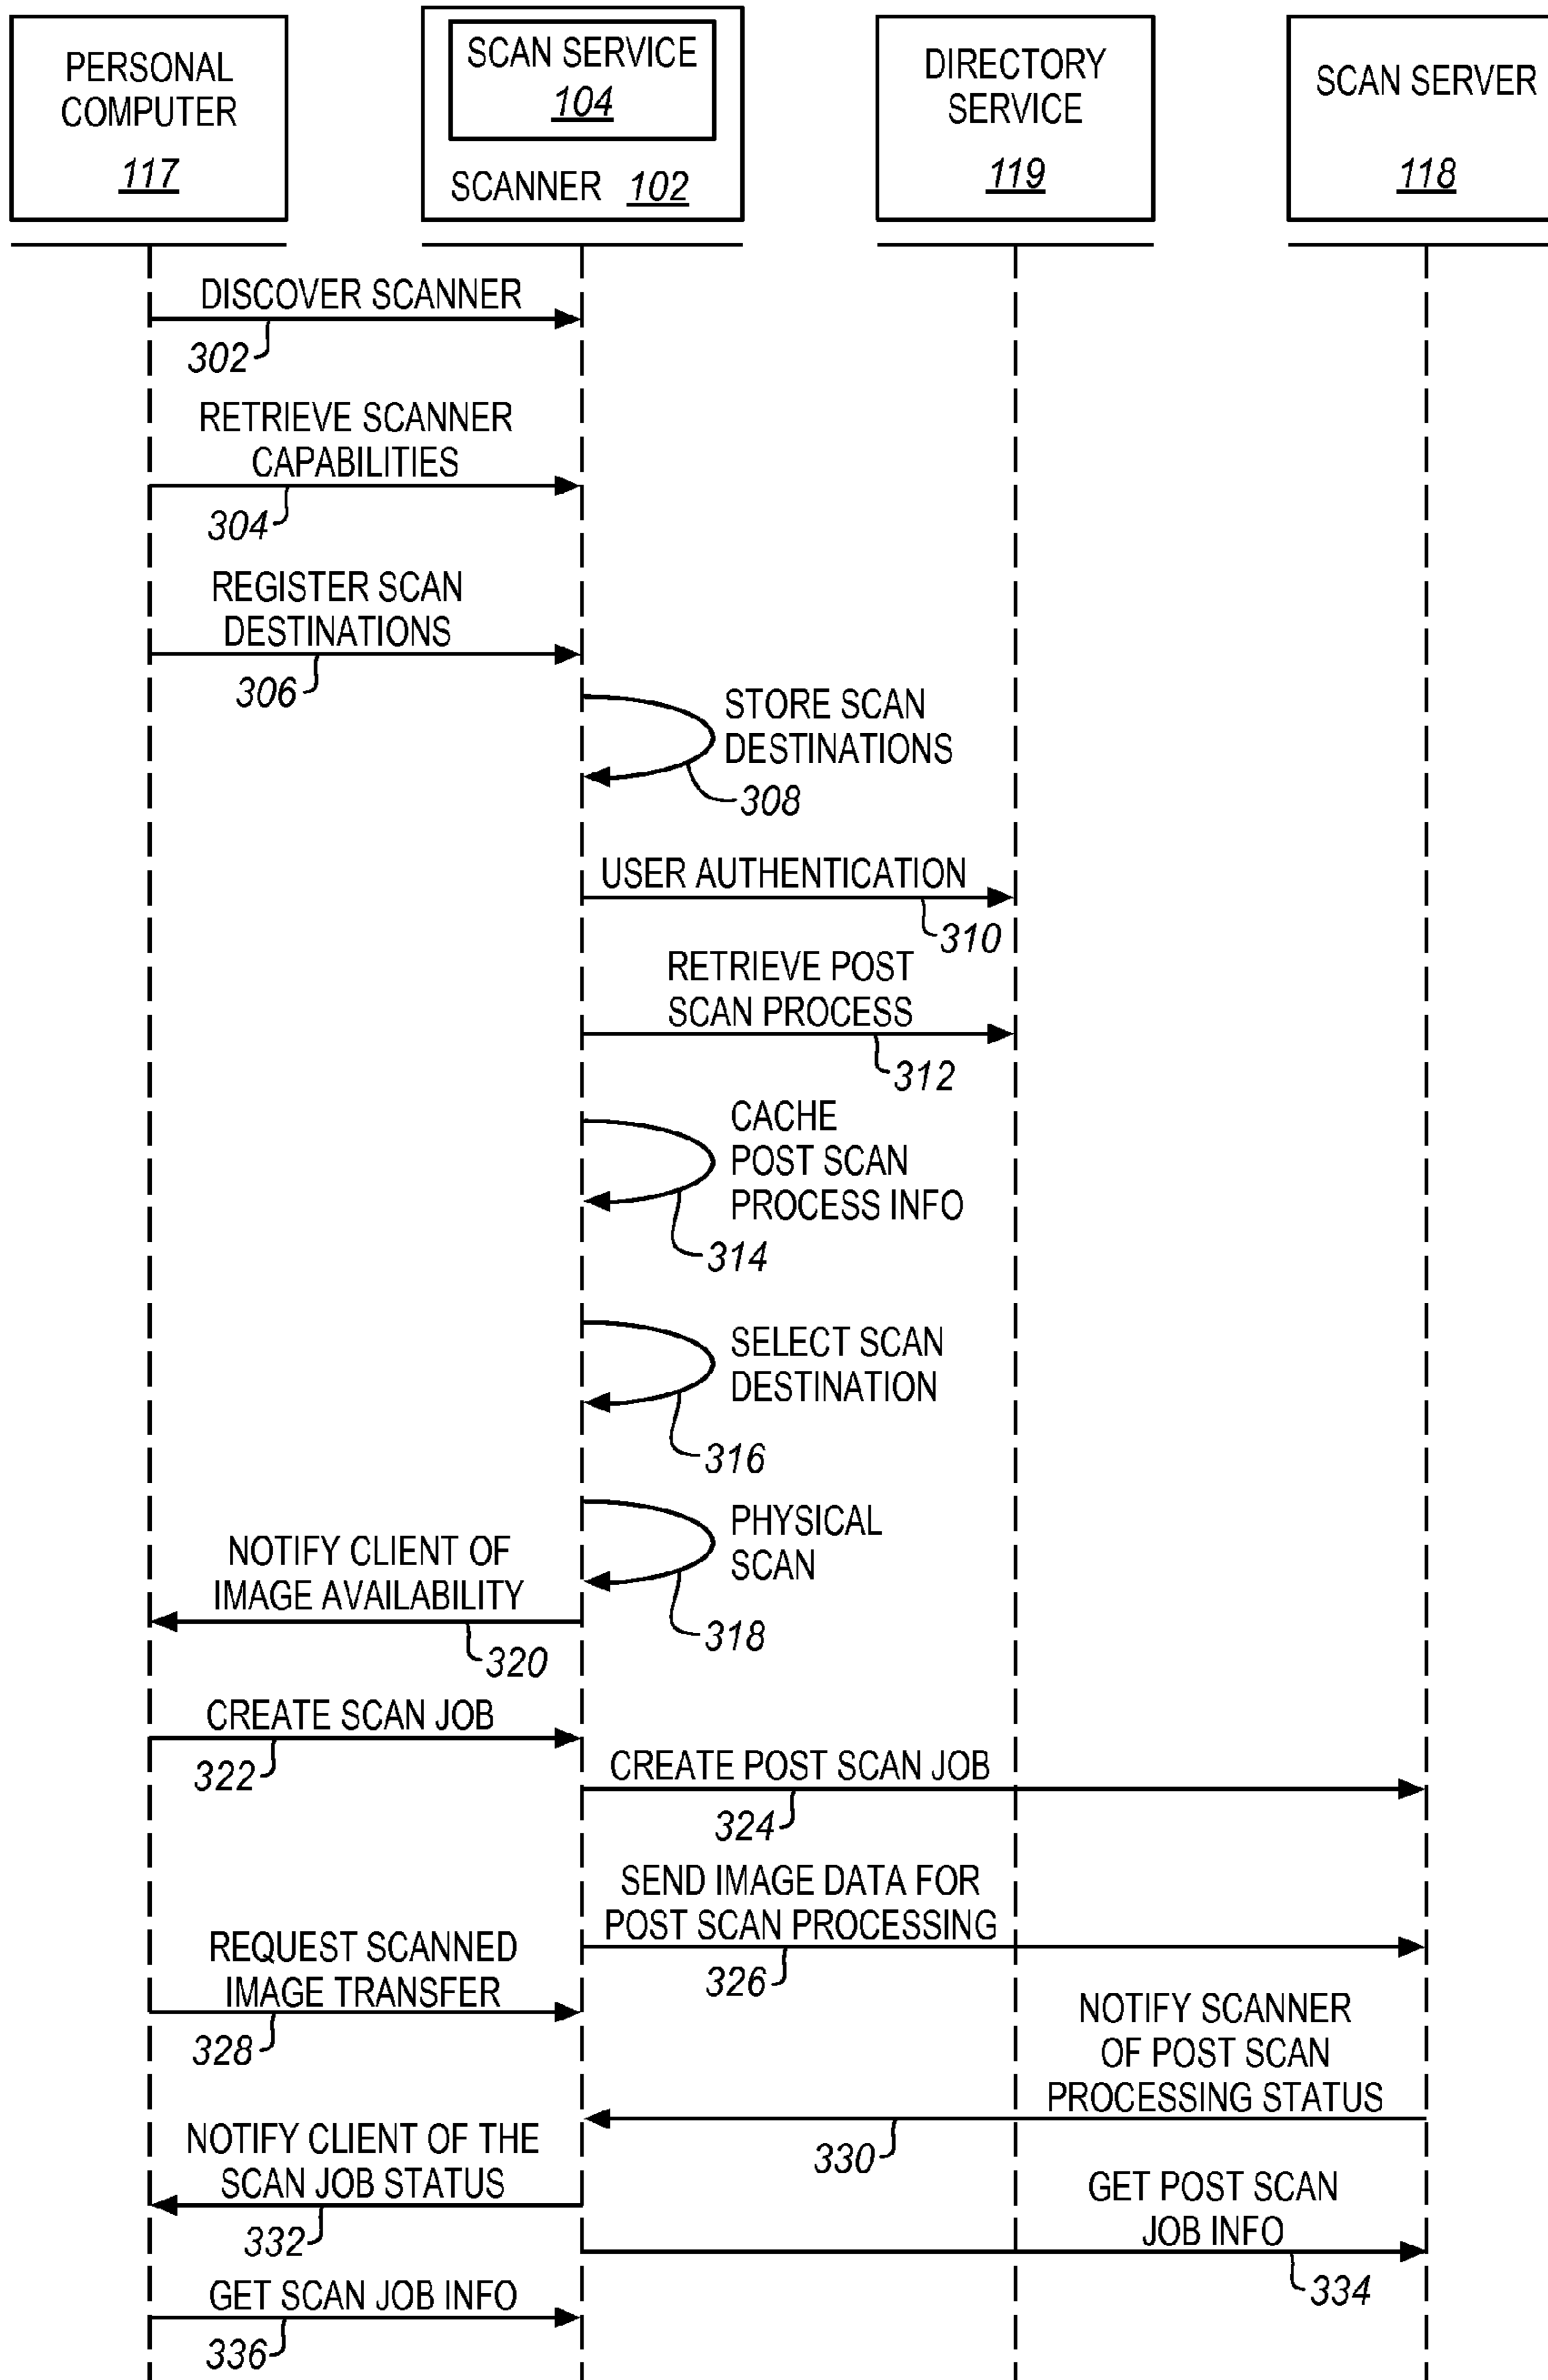 PERSONAL
COMPUTER
117
SCAN SERVICE
104
SCANNER 102
DIRECTORY
SERVICE
119
SCAN SERVER
118
DISCOVER SCANNER
302
RETRIEVE SCANNER
CAPABILITIES
304
REGISTER SCAN
DESTINATIONS
306
STORE SCAN
DESTINATIONS
308
USER AUTHENTICATION
310
RETRIEVE POST
SCAN PROCESS
312
CACHE
POST SCAN
PROCESS INFO
314
SELECT SCAN
DESTINATION
316
PHYSICAL
SCAN
318
NOTIFY CLIENT OF
IMAGE AVAILABILITY
320
CREATE SCAN JOB
322
CREATE POST SCAN JOB
324
SEND IMAGE DATA FOR
POST SCAN PROCESSING
326
REQUEST SCANNED
IMAGE TRANSFER
328
NOTIFY SCANNER
OF POST SCAN
PROCESSING STATUS
330
NOTIFY CLIENT OF THE
SCAN JOB STATUS
332
GET POST SCAN
JOB INFO
334
GET SCAN JOB INFO
336